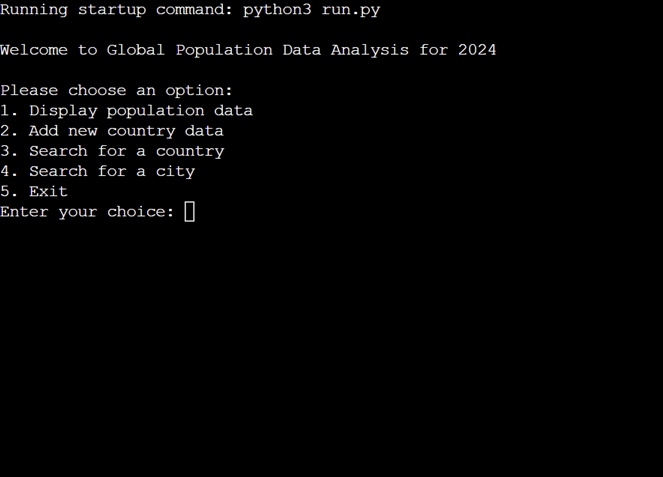 Running startup command: python3 run.py
Welcome to Global Population Data Analysis for 2024
Please choose an option:
1. Display population data
2. Add new country data
3. Search for a country
4. Search for a city
5. Exit
Enter your choice: